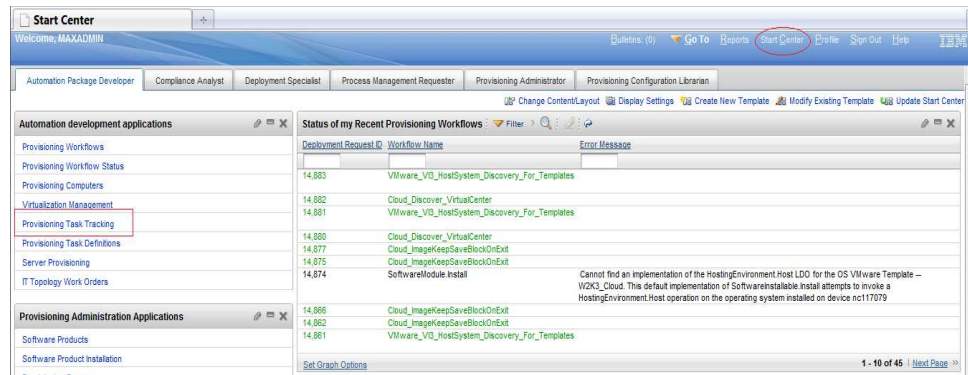 Start Center
Welcome, MAXADMIN
Bulletins: (0) Go To Reports Start Center Profile Sign Out Help IBM
Automation Package Developer Compliance Analyst Deployment Specialist Process Management Requester Provisioning Administrator Provisioning Configuration Librarian
Change Content/Layout Display Settings Create New Template Modify Existing Template Update Start Center
Automation development applications
Provisioning Workflows
Provisioning Workflow Status
Provisioning Computers
Virtualization Management
Provisioning Task Tracking
Provisioning Task Definitions
Server Provisioning
IT Topology Work Orders
Provisioning Administration Applications
Software Products
Software Product Installation
Status of my Recent Provisioning Workflows Filter
Deployment Request ID Workflow Name Error Message
14,883 VMware_VI3_HostSystem_Discovery_For_Templates
14,882 Cloud_Discover_VirtualCenter
14,881 VMware_VI3_HostSystem_Discovery_For_Templates
14,880 Cloud_Discover_VirtualCenter
14,877 Cloud_ImageKeepSaveBlockOnExit
14,875 Cloud_ImageKeepSaveBlockOnExit
14,874 SoftwareModule.Install Cannot find an implementation of the HostingEnvironment.Host LDO for the OS VMware Template --
W2K3_Cloud. This default implementation of SoftwareInstallable.Install attempts to invoke a
HostingEnvironment.Host operation on the operating system installed on device nc117079
14,866 Cloud_ImageKeepSaveBlockOnExit
14,862 Cloud_ImageKeepSaveBlockOnExit
14,861 VMware_VI3_HostSystem_Discovery_For_Templates
Set Graph Options 1 - 10 of 45 Next Page